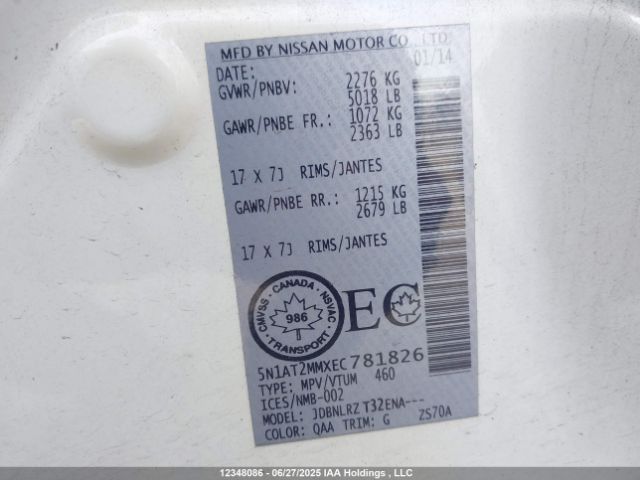 MFD BY NISSAN MOTOR CO., LTD.
DATE: 01/14
GVWR/PNBV: 2276 KG
5018 LB
GAWR/PNBE FR.: 1072 KG
2363 LB
17 X 7J RIMS/JANTES
GAWR/PNBE RR.: 1215 KG
2679 LB
17 X 7J RIMS/JANTES
CMVSS · CANADA · NSVAC
986
EC
5N1AT2MMXEC781826
TYPE: MPV/VTUM 460
ICES/NMB-002
MODEL: JDBNLRZ T32ENA---
COLOR: QAA TRIM: G ZS70A
12348086 - 06/27/2025 IAA Holdings , LLC